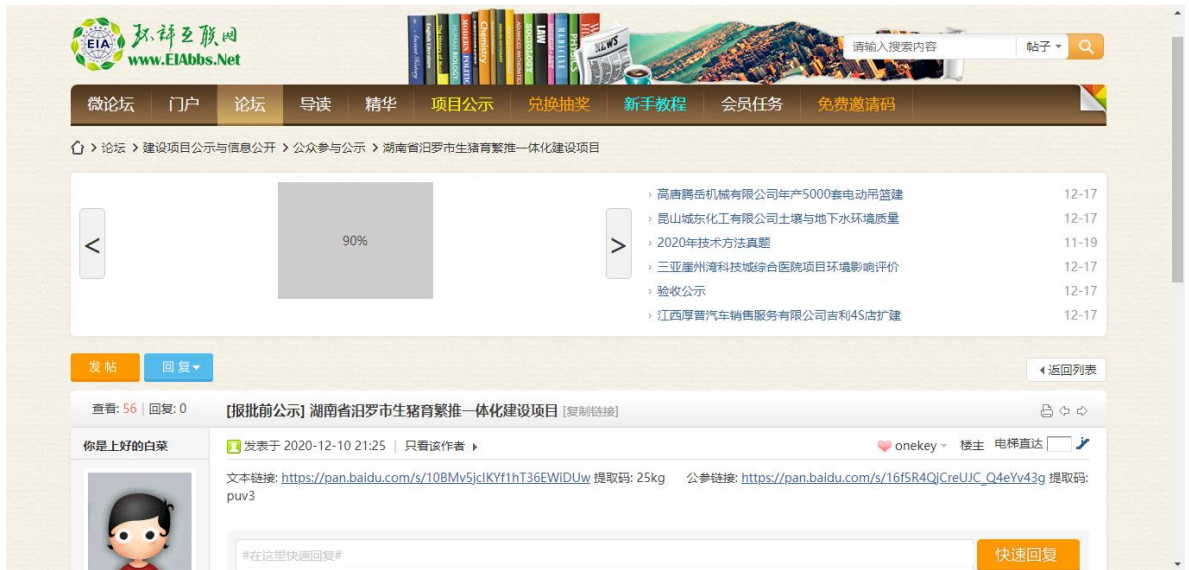 EIA 环评互联网
www.EIAbbs.Net
NEWS
请输入搜索内容 帖子
微论坛 门户 论坛 导读 精华 项目公示 兑换抽奖 新手教程 会员任务 免费邀请码
论坛 › 建设项目公示与信息公开 › 公众参与公示 › 湖南省汨罗市生猪育繁推一体化建设项目
高唐腾岳机械有限公司年产5000套电动吊篮建 12-17
昆山城东化工有限公司土壤与地下水环境质量 12-17
< 90% > 2020年技术方法真题 11-19
三亚崖州湾科技城综合医院项目环境影响评价 12-17
验收公示 12-17
江西厚普汽车销售服务有限公司吉利4S店扩建 12-17
发帖 回复 返回列表
查看: 56 | 回复: 0 [报批前公示] 湖南省汨罗市生猪育繁推一体化建设项目 [复制链接]
你是上好的白菜 发表于 2020-12-10 21:25 | 只看该作者 onekey 楼主 电梯直达
文本链接: https://pan.baidu.com/s/10BMv5jclKYf1hT36EWiDUw 提取码: 25kg 公参链接: https://pan.baidu.com/s/16f5R4QjCreUJC_Q4eYv43g 提取码:
puv3
#在这里快速回复# 快速回复